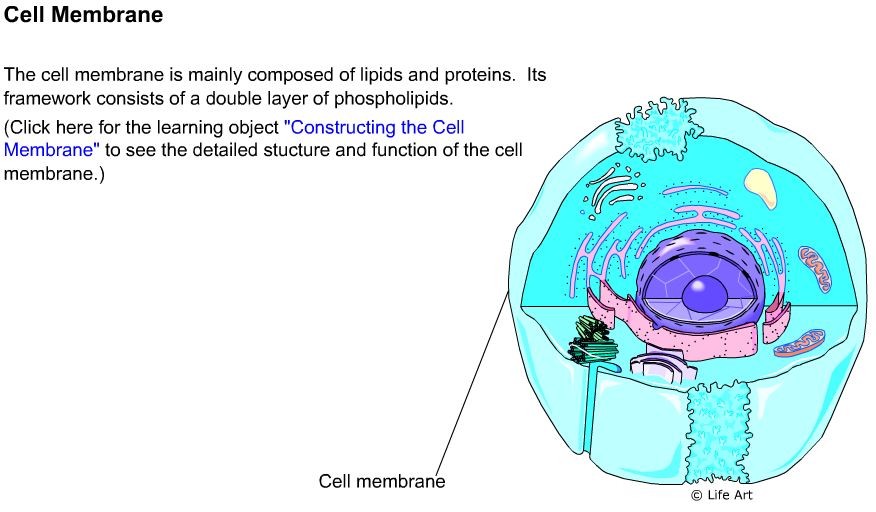 Cell Membrane
The cell membrane is mainly composed of lipids and proteins.  Its
framework consists of a double layer of phospholipids.
(Click here for the learning object "Constructing the Cell
Membrane" to see the detailed stucture and function of the cell
membrane.)
Cell membrane
© Life Art